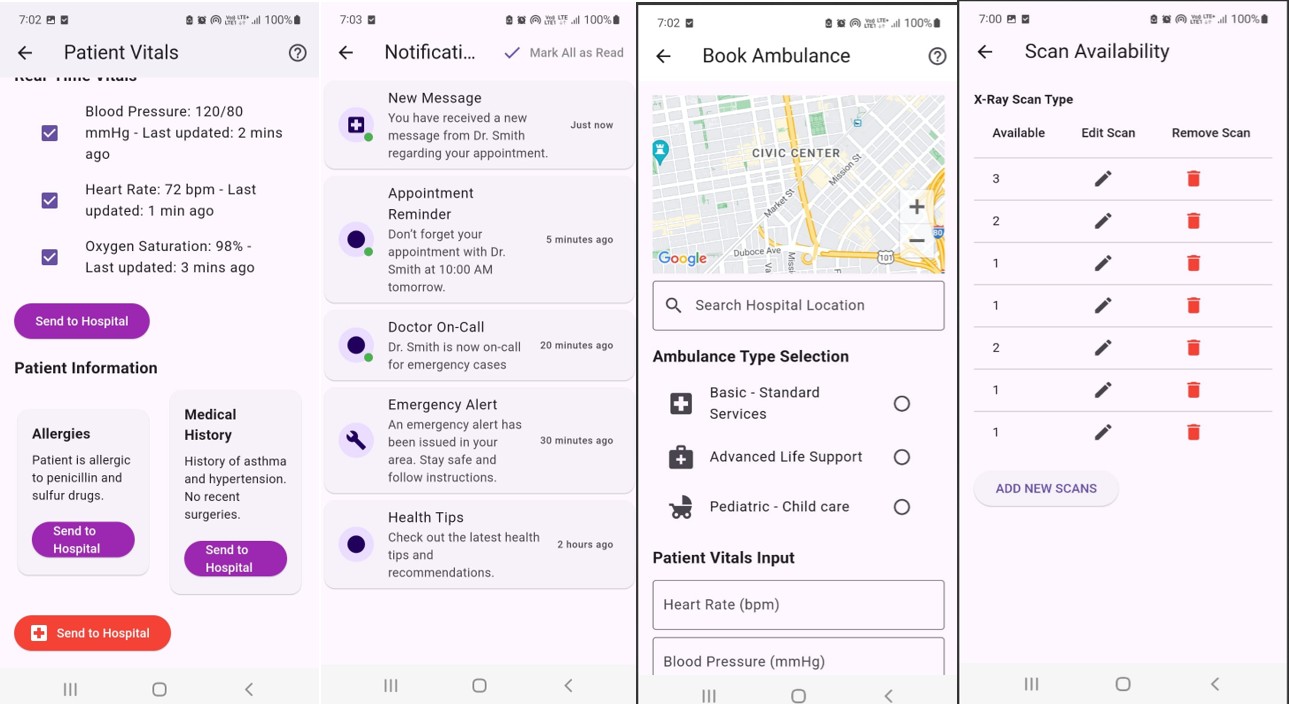 7:02
100%
Patient Vitals
Real-Time Vitals
Blood Pressure: 120/80
mmHg - Last updated: 2 mins
ago
Heart Rate: 72 bpm - Last
updated: 1 min ago
Oxygen Saturation: 98% -
Last updated: 3 mins ago
Send to Hospital
Patient Information
Allergies
Patient is allergic
to penicillin and
sulfur drugs.
Send to
Hospital
Medical
History
History of asthma
and hypertension.
No recent
surgeries.
Send to
Hospital
Send to Hospital
7:03
100%
Notificati...
Mark All as Read
New Message
You have received a new
message from Dr. Smith
regarding your appointment.
Just now
Appointment
Reminder
Don't forget your
appointment with Dr.
Smith at 10:00 AM
tomorrow.
5 minutes ago
Doctor On-Call
Dr. Smith is now on-call
for emergency cases
20 minutes ago
Emergency Alert
An emergency alert has
been issued in your
area. Stay safe and
follow instructions.
30 minutes ago
Health Tips
Check out the latest health
tips and
recommendations.
2 hours ago
7:02
100%
Book Ambulance
CIVIC CENTER
Market St
Mission St
Duboce Ave
101
80
Google
Search Hospital Location
Ambulance Type Selection
Basic - Standard
Services
Advanced Life Support
Pediatric - Child care
Patient Vitals Input
Heart Rate (bpm)
Blood Pressure (mmHg)
7:00
100%
Scan Availability
X-Ray Scan Type
Available Edit Scan Remove Scan
3
2
1
1
2
1
1
ADD NEW SCANS